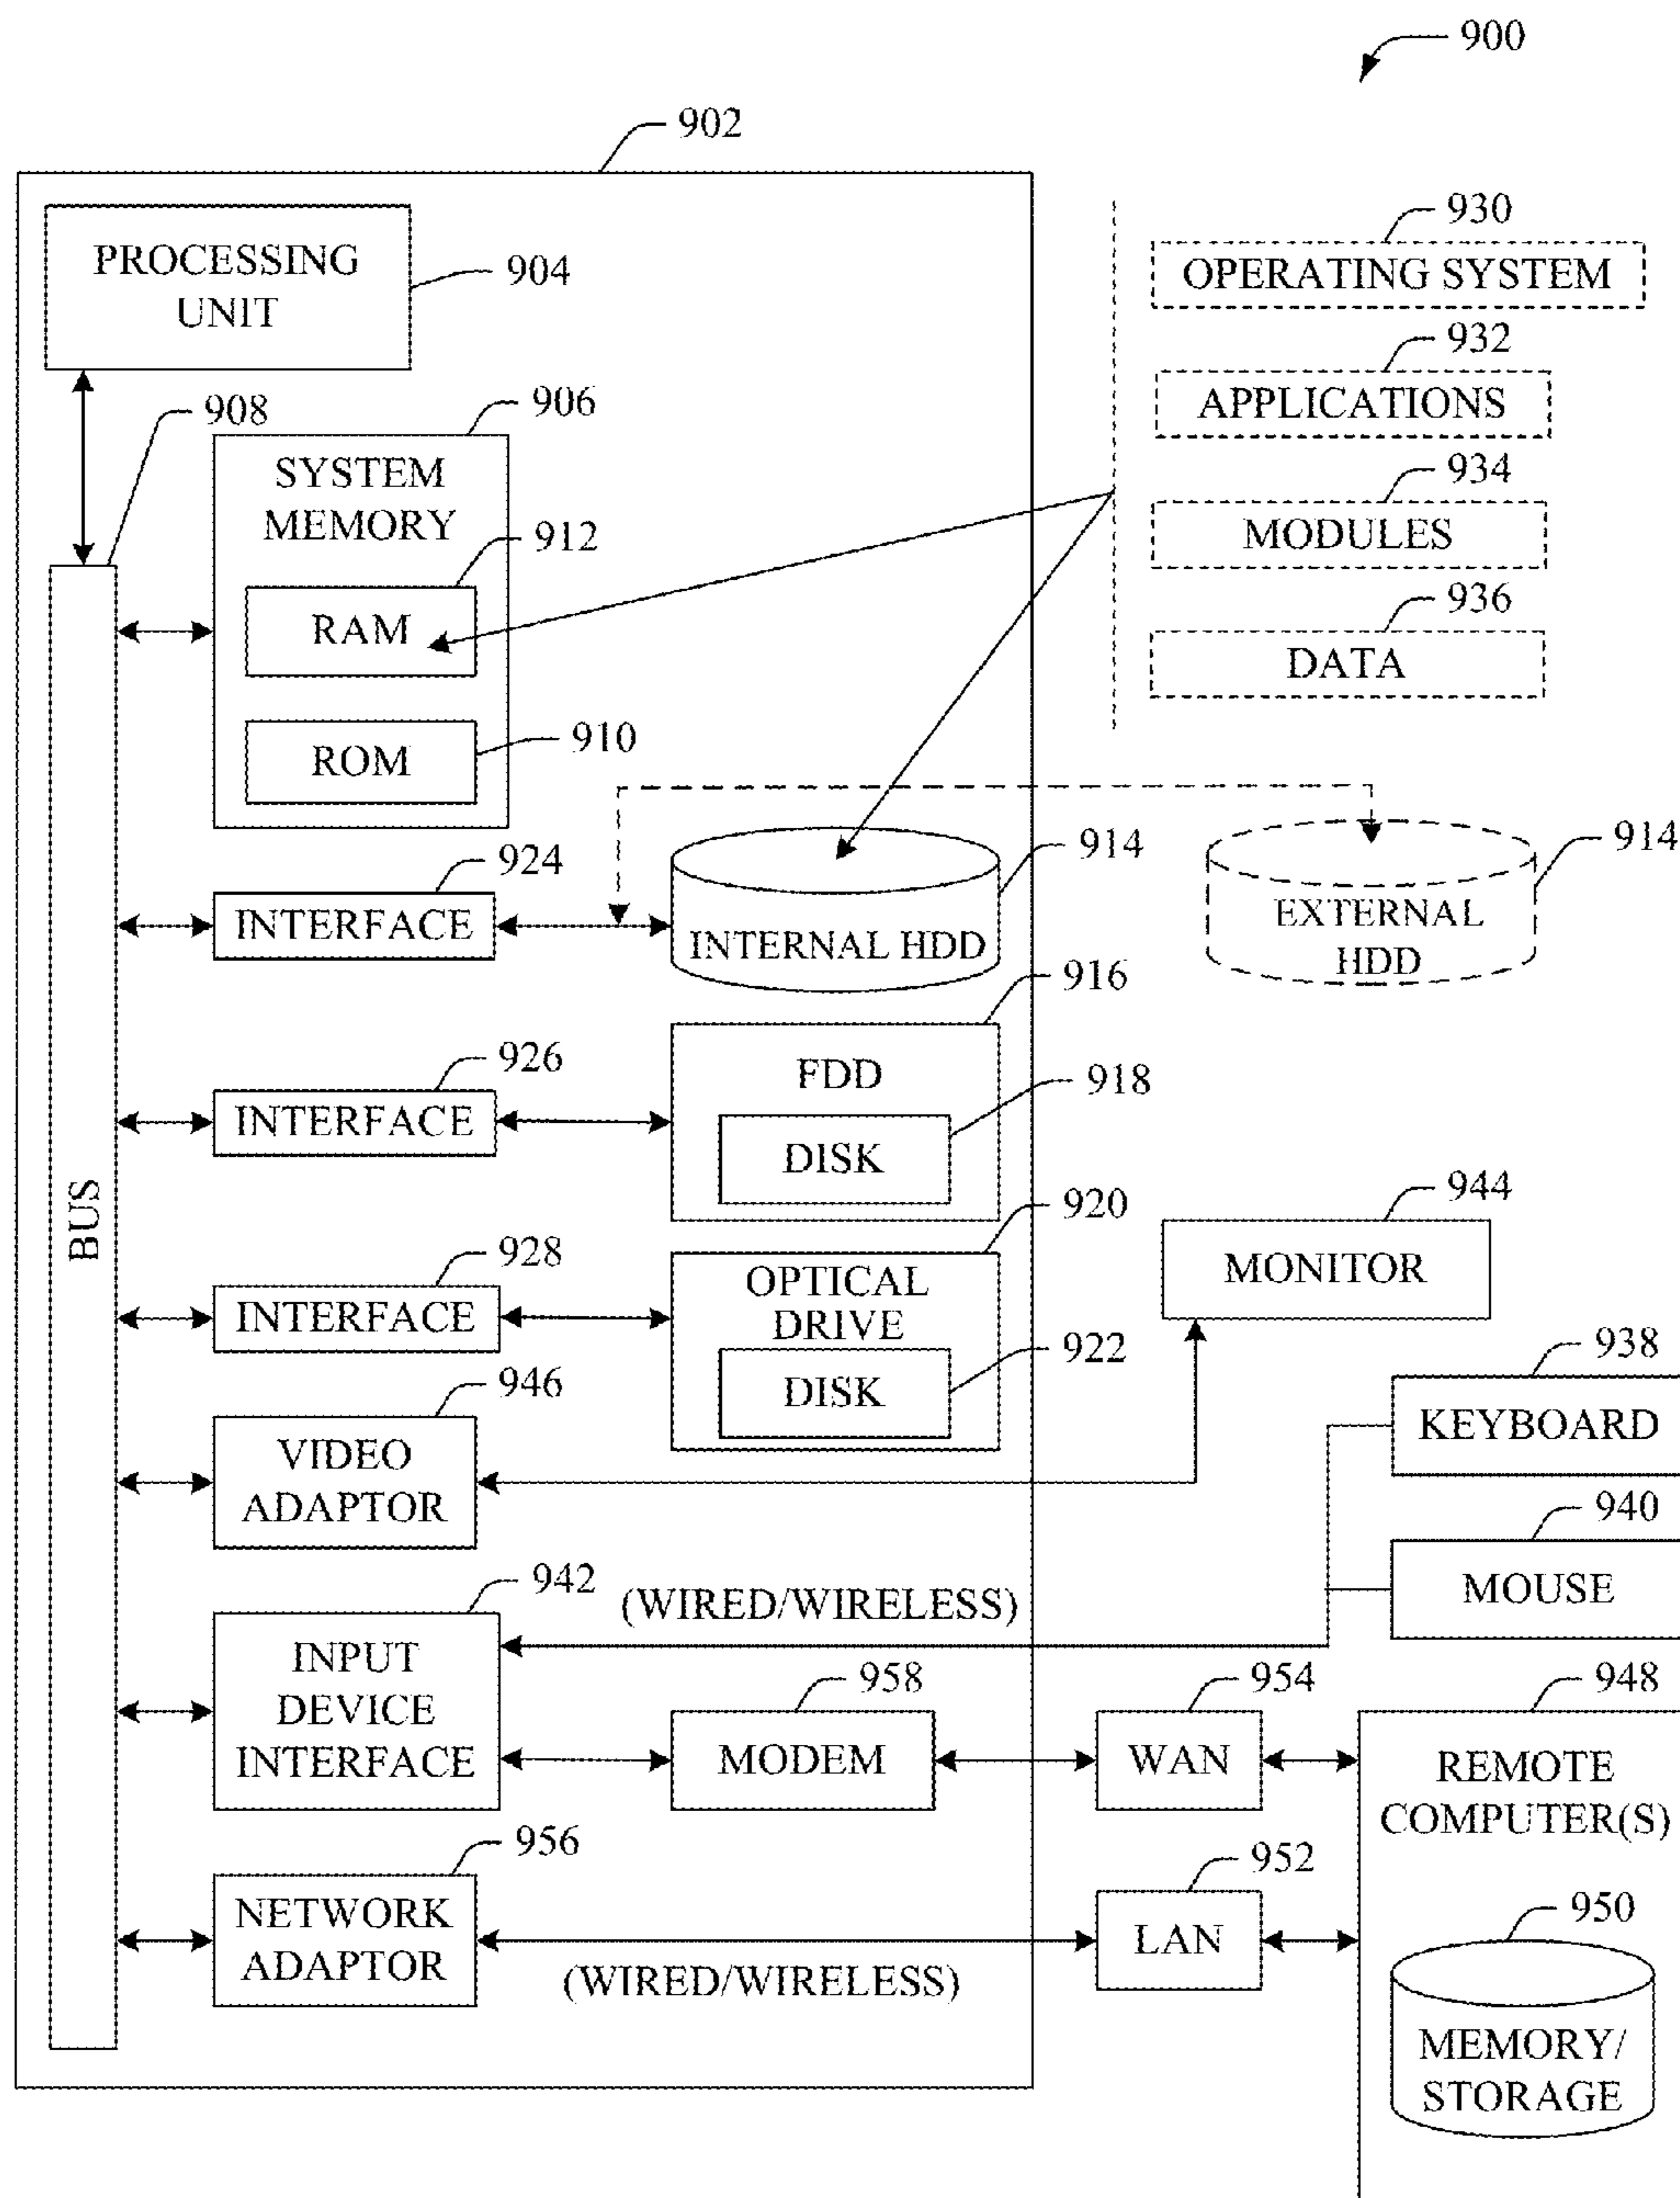 900
902
PROCESSING
UNIT
904
930
OPERATING SYSTEM
932
APPLICATIONS
934
MODULES
936
DATA
908
906
SYSTEM
MEMORY
912
RAM
910
ROM
924
INTERFACE
914
INTERNAL HDD
914
EXTERNAL
HDD
916
926
INTERFACE
FDD
918
DISK
BUS
920
928
INTERFACE
OPTICAL
DRIVE
922
DISK
944
MONITOR
938
KEYBOARD
946
VIDEO
ADAPTOR
940
MOUSE
942
(WIRED/WIRELESS)
INPUT
DEVICE
INTERFACE
958
MODEM
954
WAN
948
REMOTE
COMPUTER(S)
956
NETWORK
ADAPTOR
(WIRED/WIRELESS)
952
LAN
950
MEMORY/
STORAGE